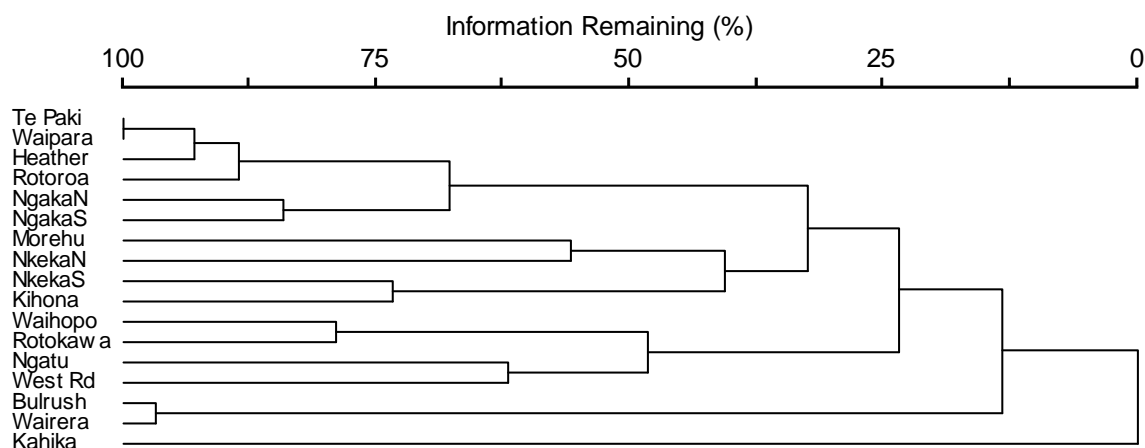 Information Remaining (%)
100 75 50 25 0
Te Paki
Waipara
Heather
Rotoroa
NgakaN
NgakaS
Morehu
NkekaN
NkekaS
Kihona
Waihopo
Rotokawa
Ngatu
West Rd
Bulrush
Wairera
Kahika